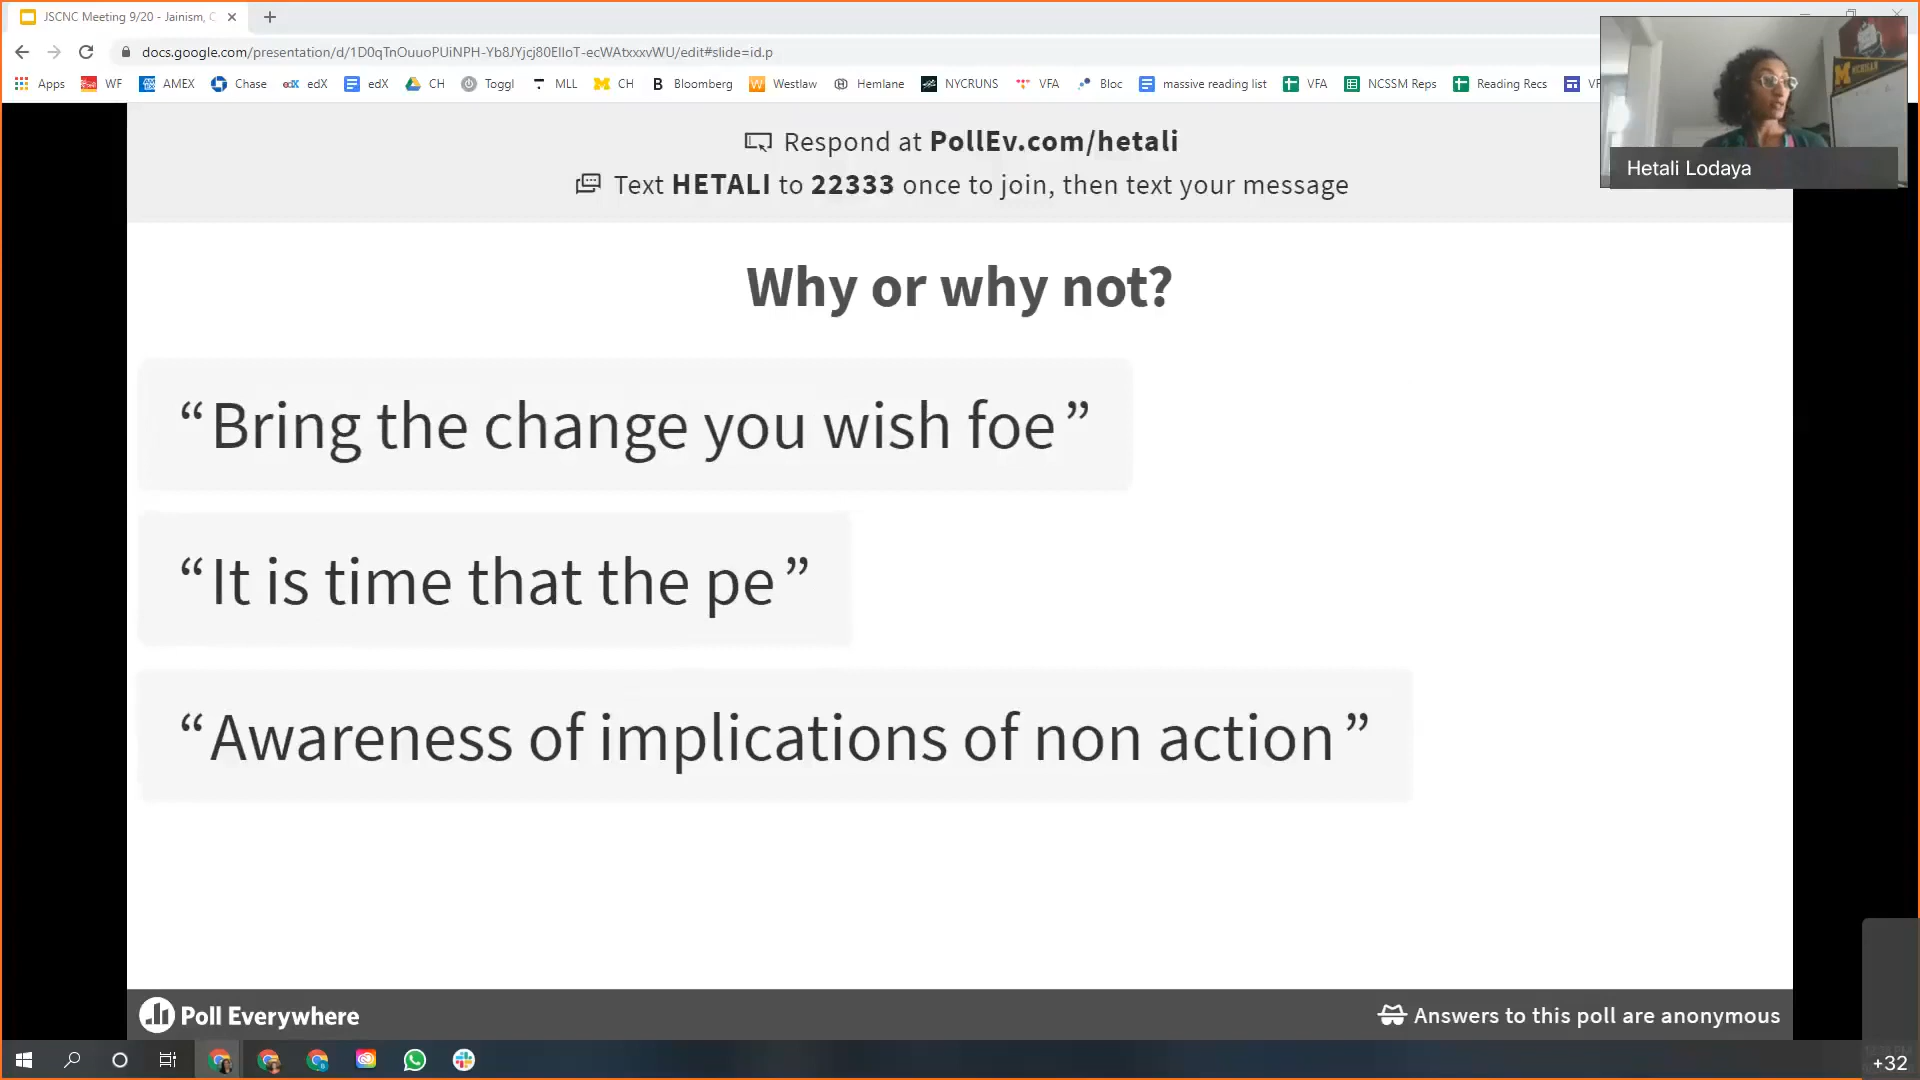 JSCNC Meeting 9/20 - Jainism,
docs.google.com/presentation/d/1D0qTnOuuoPUiNPH-Yb8JYjcj80ElIoT-ecWAtxxxvWU/edit#slide=id.p
Apps WF AMEX Chase edX edX CH Toggl MLL CH Bloomberg Westlaw Hemlane NYCRUNS VFA Bloc massive reading list VFA NCSSM Reps Reading Recs
Hetali Lodaya
Respond at PollEv.com/hetali
Text HETALI to 22333 once to join, then text your message
Why or why not?
“Bring the change you wish foe”
“It is time that the pe”
“Awareness of implications of non action”
Poll Everywhere
Answers to this poll are anonymous
+32